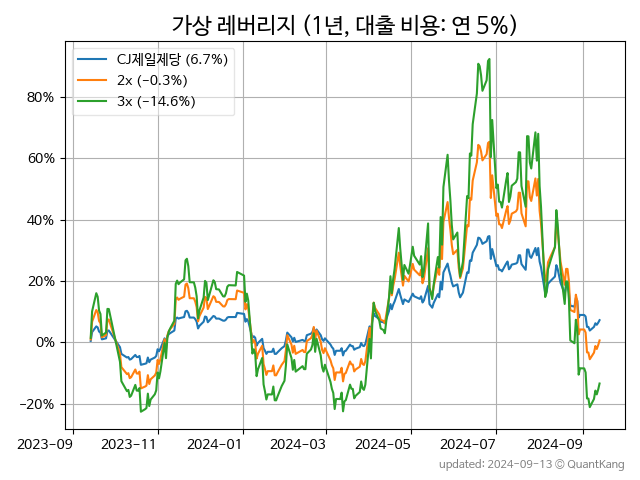 가상 레버리지 (1년, 대출 비용: 연 5%)
CJ제일제당 (6.7%)
2x (−0.3%)
3x (−14.6%)
80%
60%
40%
20%
0%
−20%
2023-09 2023-11 2024-01 2024-03 2024-05 2024-07 2024-09
updated: 2024-09-13 © QuantKang